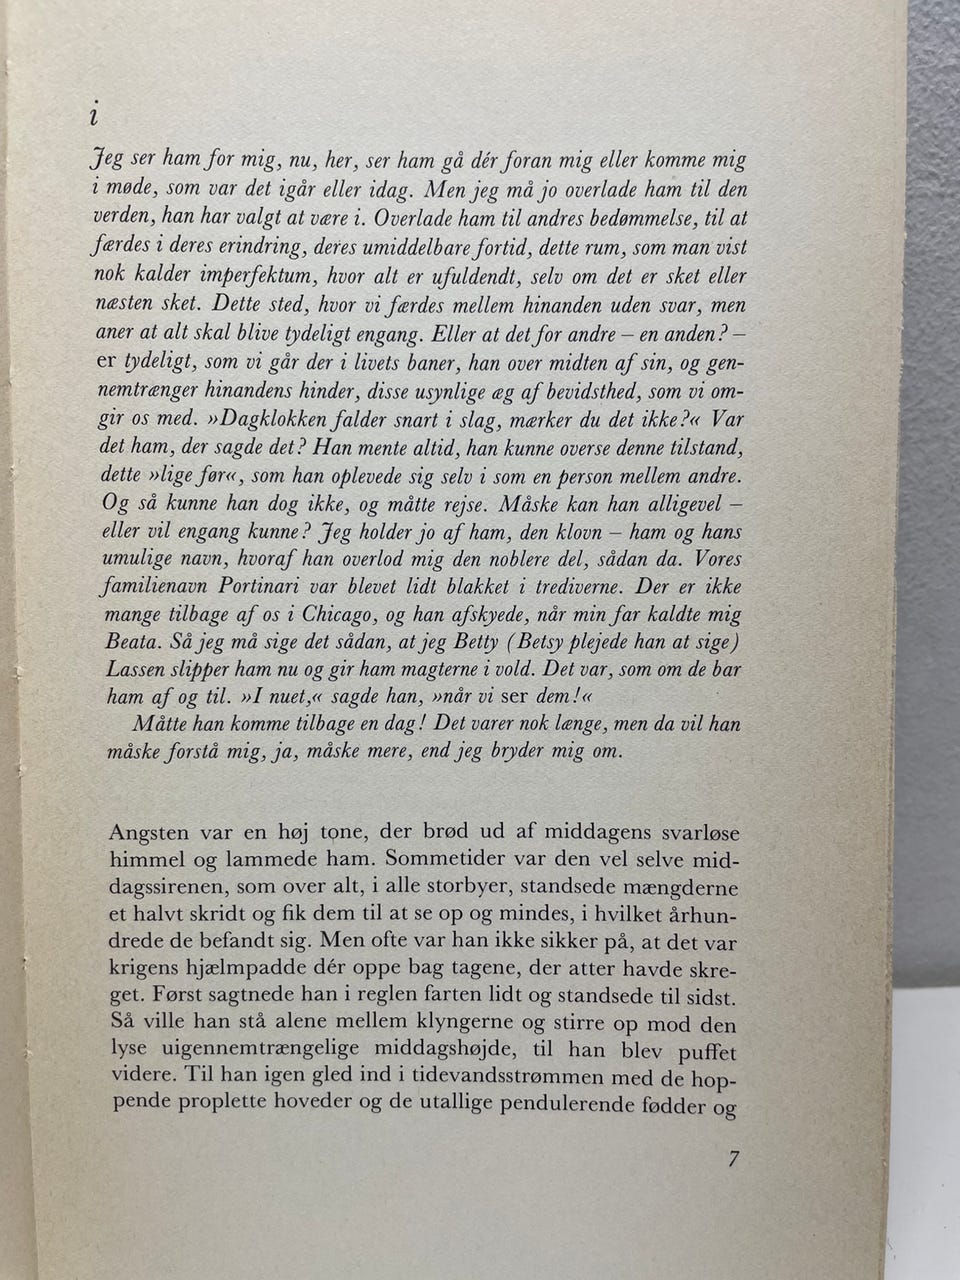 i
Jeg ser ham for mig, nu, her, ser ham gå dér foran mig eller komme mig
i møde, som var det igår eller idag. Men jeg må jo overlade ham til den
verden, han har valgt at være i. Overlade ham til andres bedømmelse, til at
færdes i deres erindring, deres umiddelbare fortid, dette rum, som man vist
nok kalder imperfektum, hvor alt er ufuldendt, selv om det er sket eller
næsten sket. Dette sted, hvor vi færdes mellem hinanden uden svar, men
aner at alt skal blive tydeligt engang. Eller at det for andre – en anden? –
er tydeligt, som vi går der i livets baner, han over midten af sin, og gen-
nemtrænger hinandens hinder, disse usynlige æg af bevidsthed, som vi om-
gir os med. »Dagklokken falder snart i slag, mærker du det ikke?« Var
det ham, der sagde det? Han mente altid, han kunne overse denne tilstand,
dette »lige før«, som han oplevede sig selv i som en person mellem andre.
Og så kunne han dog ikke, og måtte rejse. Måske kan han alligevel –
eller vil engang kunne? Jeg holder jo af ham, den klovn – ham og hans
umulige navn, hvoraf han overlod mig den noblere del, sådan da. Vores
familienavn Portinari var blevet lidt blakket i trediverne. Der er ikke
mange tilbage af os i Chicago, og han afskyede, når min far kaldte mig
Beata. Så jeg må sige det sådan, at jeg Betty (Betsy plejede han at sige)
Lassen slipper ham nu og gir ham magterne i vold. Det var, som om de bar
ham af og til. »I nuet,« sagde han, »når vi ser dem!«
Måtte han komme tilbage en dag! Det varer nok længe, men da vil han
måske forstå mig, ja, måske mere, end jeg bryder mig om.
Angsten var en høj tone, der brød ud af middagens svarløse
himmel og lammede ham. Sommetider var den vel selve mid-
dagssirenen, som over alt, i alle storbyer, standsede mængderne
et halvt skridt og fik dem til at se op og mindes, i hvilket århun-
drede de befandt sig. Men ofte var han ikke sikker på, at det var
krigens hjælmpadde dér oppe bag tagene, der atter havde skre-
get. Først sagtnede han i reglen farten lidt og standsede til sidst.
Så ville han stå alene mellem klyngerne og stirre op mod den
lyse uigennemtrængelige middagshøjde, til han blev puffet
videre. Til han igen gled ind i tidevandsstrømmen med de hop-
pende proplette hoveder og de utallige pendulerende fødder og
7